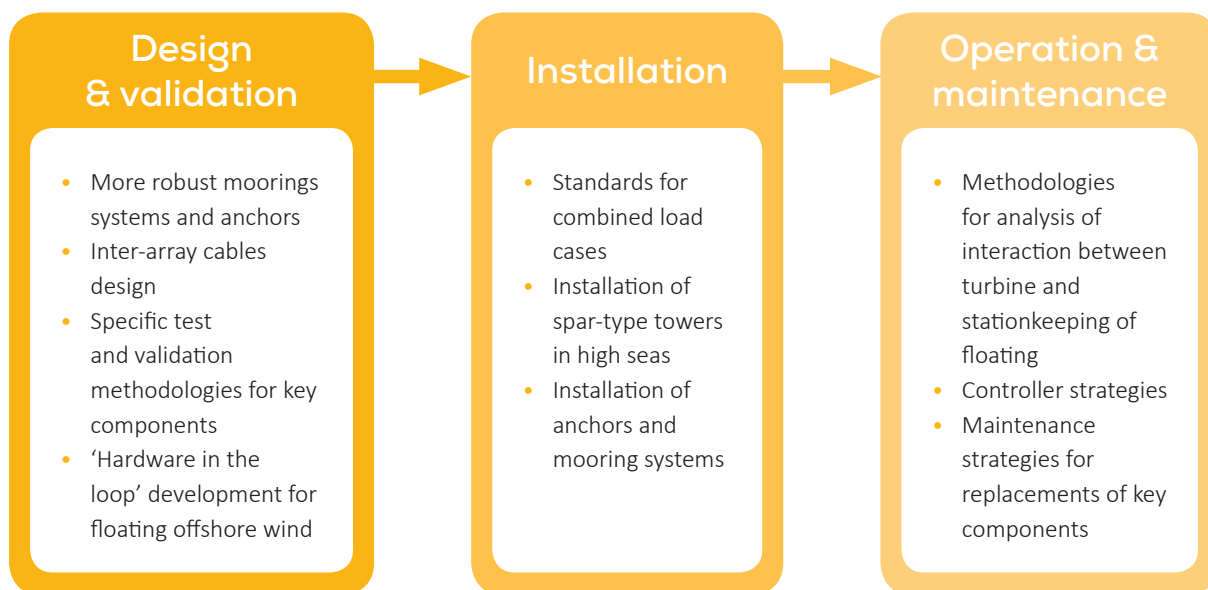 Design
& validation
• More robust moorings
systems and anchors
• Inter-array cables
design
• Specific test
and validation
methodologies for key
components
• ‘Hardware in the
loop’ development for
floating offshore wind
Installation
• Standards for
combined load
cases
• Installation of
spar-type towers
in high seas
• Installation of
anchors and
mooring systems
Operation &
maintenance
• Methodologies
for analysis of
interaction between
turbine and
stationkeeping of
floating
• Controller strategies
• Maintenance
strategies for
replacements of key
components